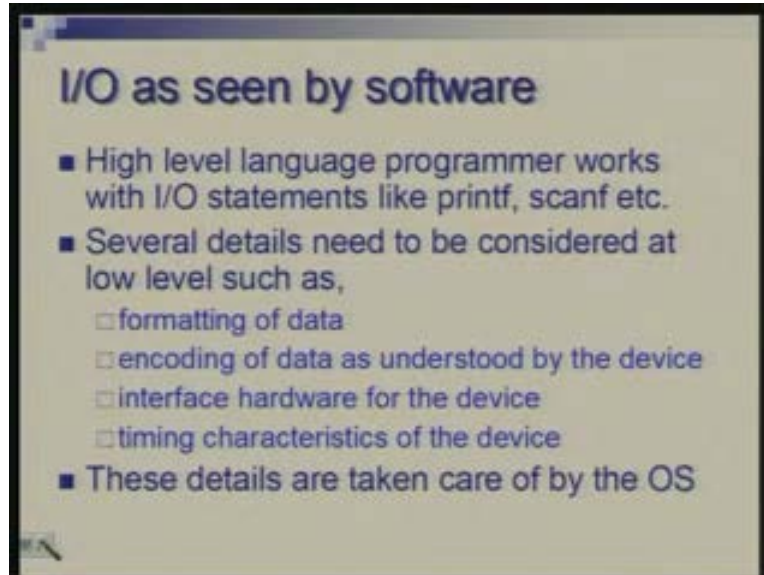 I/O as seen by software
High level language programmer works
with I/O statements like printf, scanf etc.
Several details need to be considered at
low level such as,
formatting of data
encoding of data as understood by the device
interface hardware for the device
timing characteristics of the device
These details are taken care of by the OS